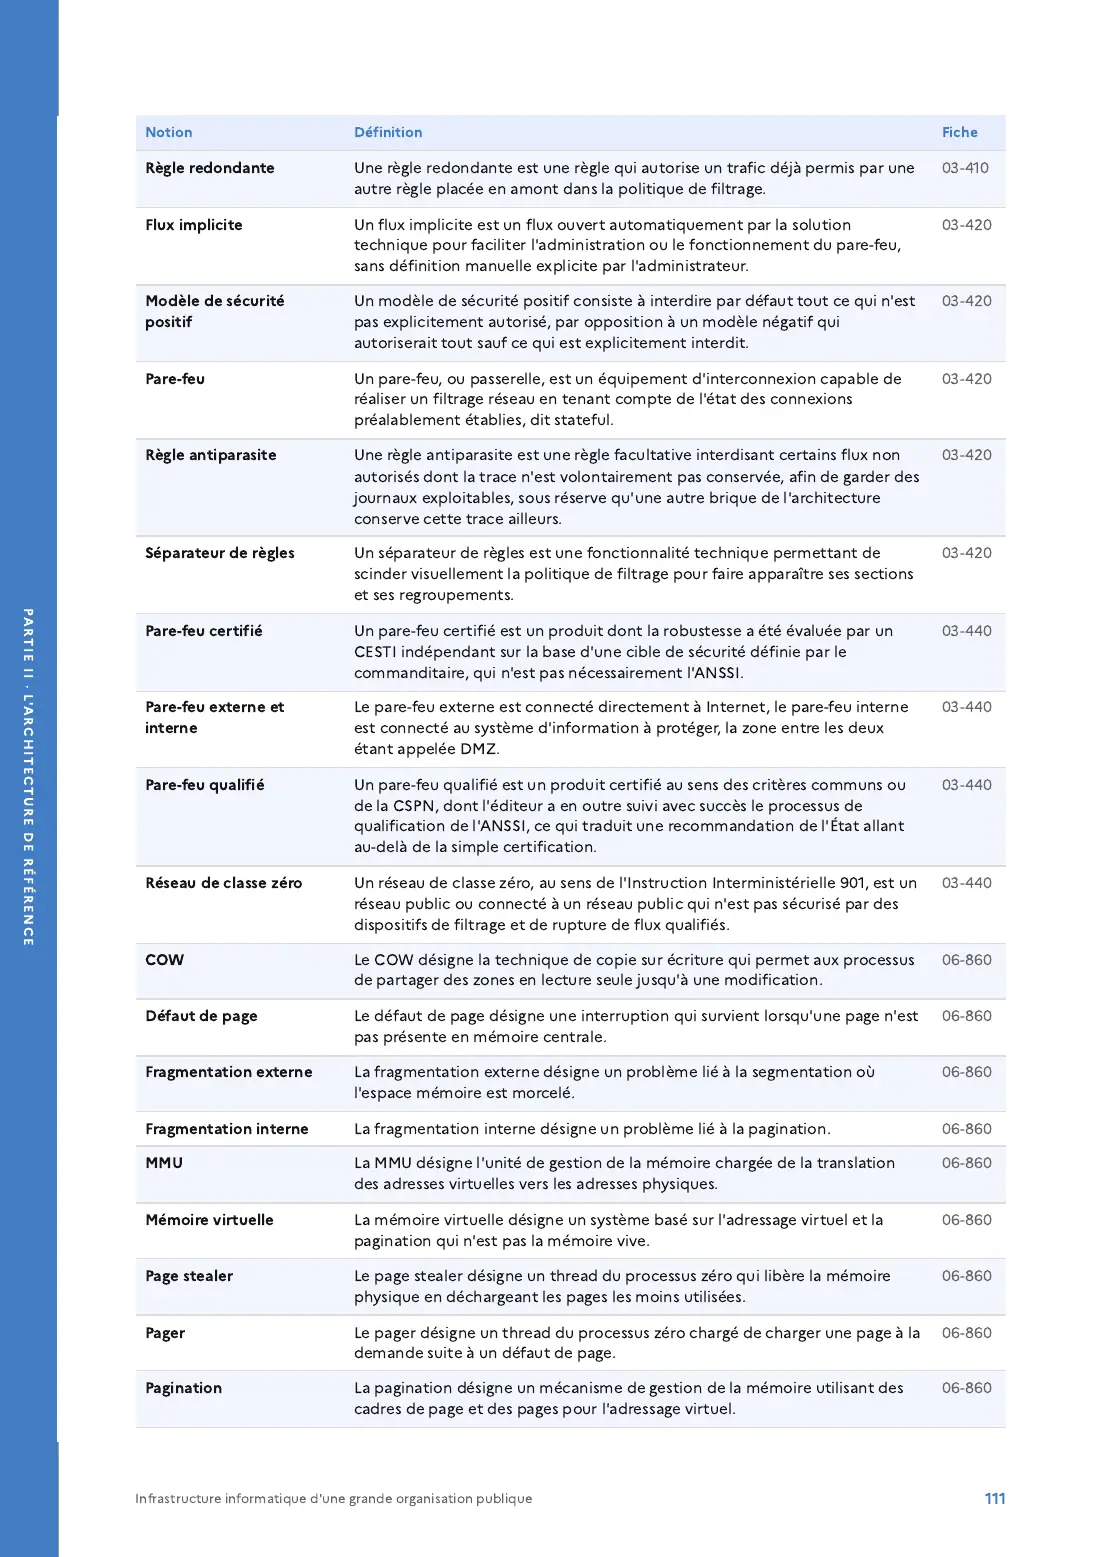 Notion Définition Fiche
Règle redondante Une règle redondante est une règle qui autorise un trafic déjà permis par une 03-410
autre règle placée en amont dans la politique de filtrage.
Flux implicite Un flux implicite est un flux ouvert automatiquement par la solution 03-420
technique pour faciliter l'administration ou le fonctionnement du pare-feu,
sans définition manuelle explicite par l'administrateur.
Modèle de sécurité Un modèle de sécurité positif consiste à interdire par défaut tout ce qui n'est 03-420
positif pas explicitement autorisé, par opposition à un modèle négatif qui
autoriserait tout sauf ce qui est explicitement interdit.
Pare-feu Un pare-feu, ou passerelle, est un équipement d'interconnexion capable de 03-420
réaliser un filtrage réseau en tenant compte de l'état des connexions
préalablement établies, dit stateful.
Règle antiparasite Une règle antiparasite est une règle facultative interdisant certains flux non 03-420
autorisés dont la trace n'est volontairement pas conservée, afin de garder des
journaux exploitables, sous réserve qu'une autre brique de l'architecture
conserve cette trace ailleurs.
Séparateur de règles Un séparateur de règles est une fonctionnalité technique permettant de 03-420
scinder visuellement la politique de filtrage pour faire apparaître ses sections
et ses regroupements.
Pare-feu certifié Un pare-feu certifié est un produit dont la robustesse a été évaluée par un 03-440
CESTI indépendant sur la base d'une cible de sécurité définie par le
commanditaire, qui n'est pas nécessairement l'ANSSI.
Pare-feu externe et Le pare-feu externe est connecté directement à Internet, le pare-feu interne 03-440
interne est connecté au système d'information à protéger, la zone entre les deux
étant appelée DMZ.
Pare-feu qualifié Un pare-feu qualifié est un produit certifié au sens des critères communs ou 03-440
de la CSPN, dont l'éditeur a en outre suivi avec succès le processus de
qualification de l'ANSSI, ce qui traduit une recommandation de l'État allant
au-delà de la simple certification.
Réseau de classe zéro Un réseau de classe zéro, au sens de l'Instruction Interministérielle 901, est un 03-440
réseau public ou connecté à un réseau public qui n'est pas sécurisé par des
dispositifs de filtrage et de rupture de flux qualifiés.
COW Le COW désigne la technique de copie sur écriture qui permet aux processus 06-860
de partager des zones en lecture seule jusqu'à une modification.
Défaut de page Le défaut de page désigne une interruption qui survient lorsqu'une page n'est 06-860
pas présente en mémoire centrale.
Fragmentation externe La fragmentation externe désigne un problème lié à la segmentation où 06-860
l'espace mémoire est morcelé.
Fragmentation interne La fragmentation interne désigne un problème lié à la pagination. 06-860
MMU La MMU désigne l'unité de gestion de la mémoire chargée de la translation 06-860
des adresses virtuelles vers les adresses physiques.
Mémoire virtuelle La mémoire virtuelle désigne un système basé sur l'adressage virtuel et la 06-860
pagination qui n'est pas la mémoire vive.
Page stealer Le page stealer désigne un thread du processus zéro qui libère la mémoire 06-860
physique en déchargeant les pages les moins utilisées.
Pager Le pager désigne un thread du processus zéro chargé de charger une page à la 06-860
demande suite à un défaut de page.
Pagination La pagination désigne un mécanisme de gestion de la mémoire utilisant des 06-860
cadres de page et des pages pour l'adressage virtuel.
PARTIE II · L'ARCHITECTURE DE RÉFÉRENCE
Infrastructure informatique d'une grande organisation publique 111